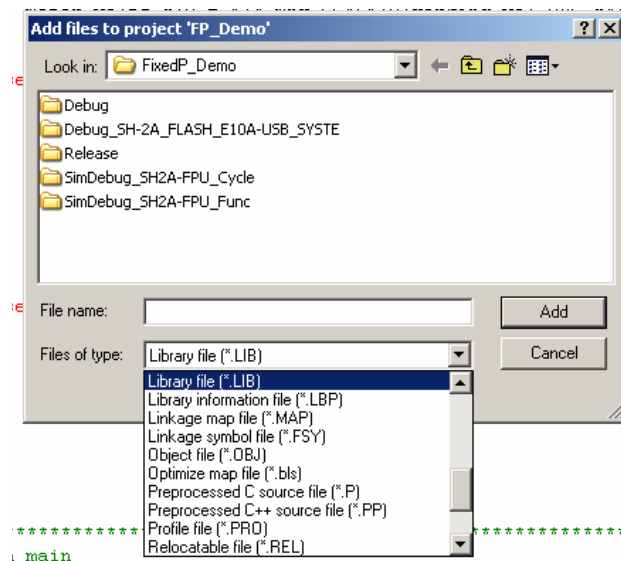 Add files to project 'FP_Demo'
Look in: FixedP_Demo
Debug
Debug_SH-2A_FLASH_E10A-USB_SYSTE
Release
SimDebug_SH2A-FPU_Cycle
SimDebug_SH2A-FPU_Func
File name:
Add
Files of type: Library file (*.LIB)
Cancel
Library file (*.LIB)
Library information file (*.LBP)
Linkage map file (*.MAP)
Linkage symbol file (*.FSY)
Object file (*.OBJ)
Optimize map file (*.bls)
Preprocessed C source file (*.P)
Preprocessed C++ source file (*.PP)
Profile file (*.PRO)
Relocatable file (*.REL)
main